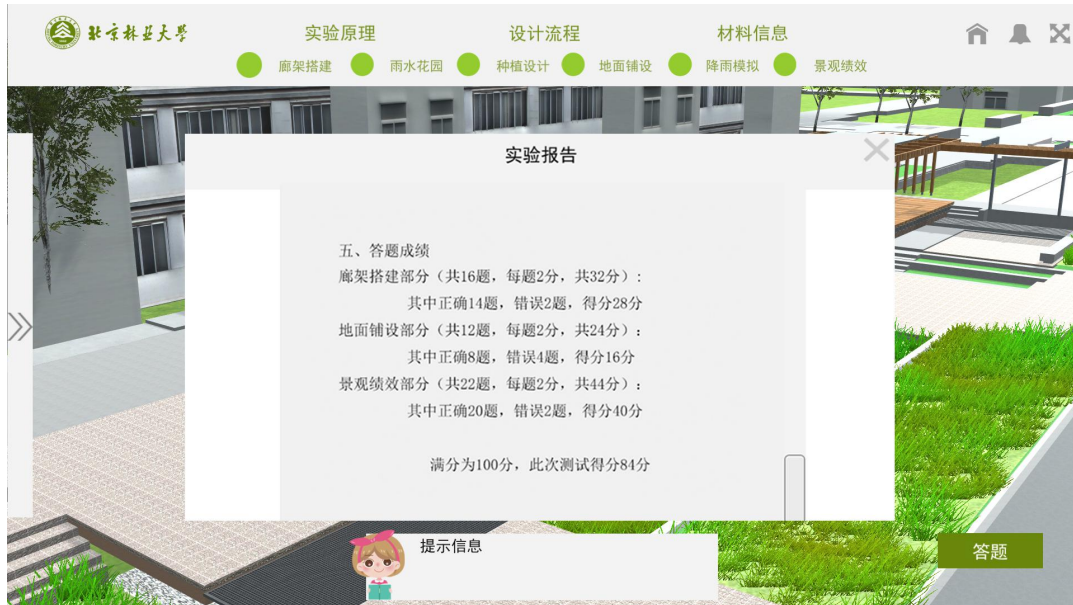 北京林业大学
实验原理 设计流程 材料信息
廊架搭建 雨水花园 种植设计 地面铺设 降雨模拟 景观绩效
实验报告
五、答题成绩
廊架搭建部分（共16题，每题2分，共32分）：
其中正确14题，错误2题，得分28分
地面铺设部分（共12题，每题2分，共24分）：
其中正确8题，错误4题，得分16分
景观绩效部分（共22题，每题2分，共44分）：
其中正确20题，错误2题，得分40分
满分为100分，此次测试得分84分
提示信息
答题